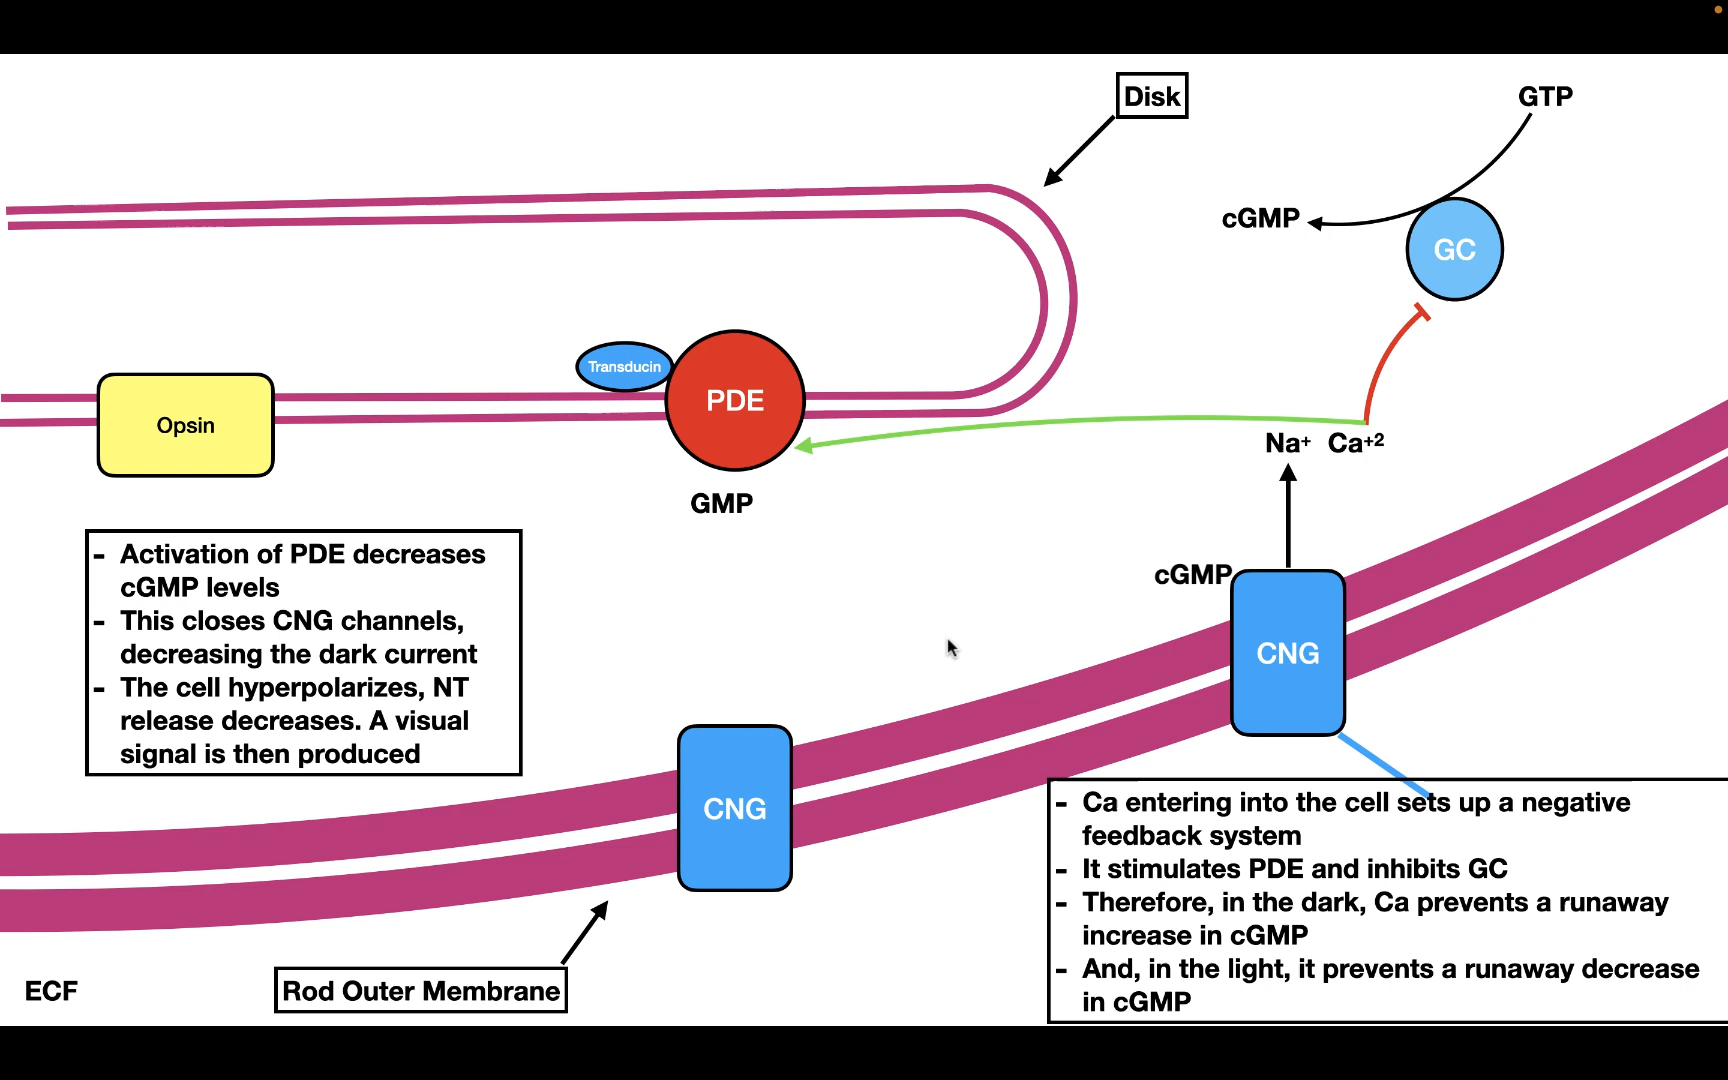 Disk
GTP
cGMP
GC
Transducin
PDE
Opsin
Na+ Ca+2
GMP
- Activation of PDE decreases
cGMP levels
- This closes CNG channels,
decreasing the dark current
- The cell hyperpolarizes, NT
release decreases. A visual
signal is then produced
cGMP
CNG
CNG
- Ca entering into the cell sets up a negative
feedback system
- It stimulates PDE and inhibits GC
- Therefore, in the dark, Ca prevents a runaway
increase in cGMP
- And, in the light, it prevents a runaway decrease
in cGMP
ECF
Rod Outer Membrane